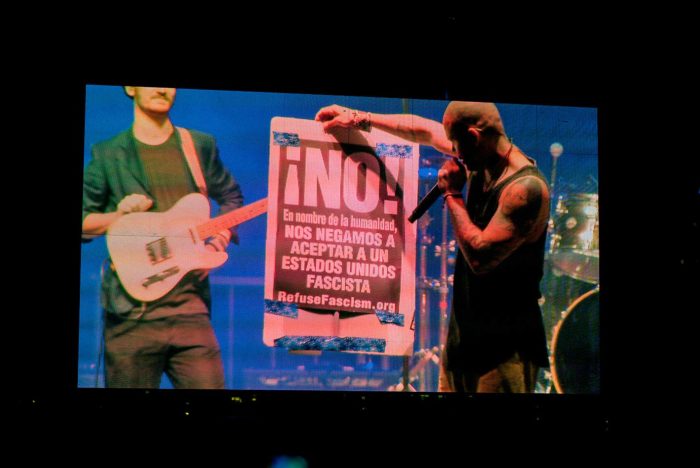 ¡NO!
En nombre de la humanidad,
NOS NEGAMOS A
ACEPTAR A UN
ESTADOS UNIDOS
FASCISTA
RefuseFascism.org